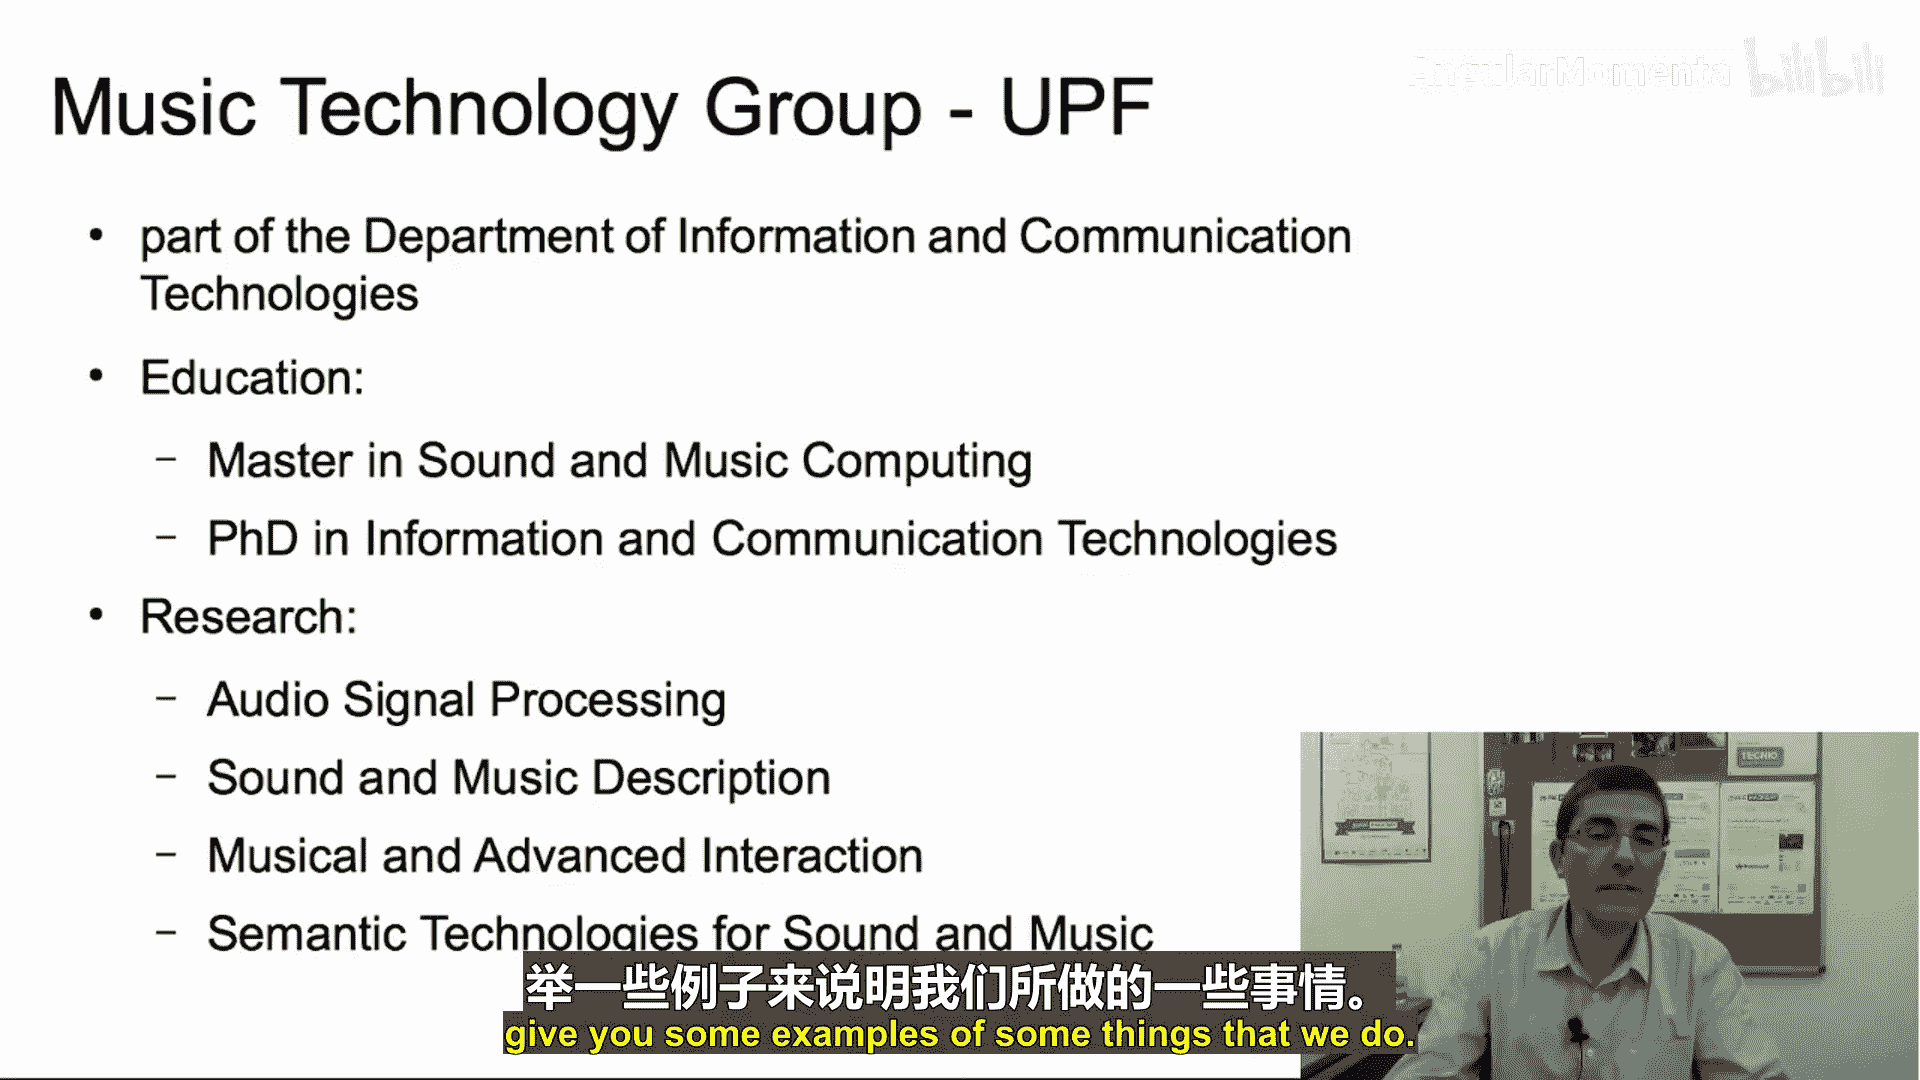 AngularMomenta bilibili
Music Technology Group - UPF
• part of the Department of Information and Communication
Technologies
• Education:
– Master in Sound and Music Computing
– PhD in Information and Communication Technologies
• Research:
– Audio Signal Processing
– Sound and Music Description
– Musical and Advanced Interaction
– Semantic Technologies for Sound and Music
TECNIO
举一些例子来说明我们所做的一些事情。
give you some examples of some things that we do.